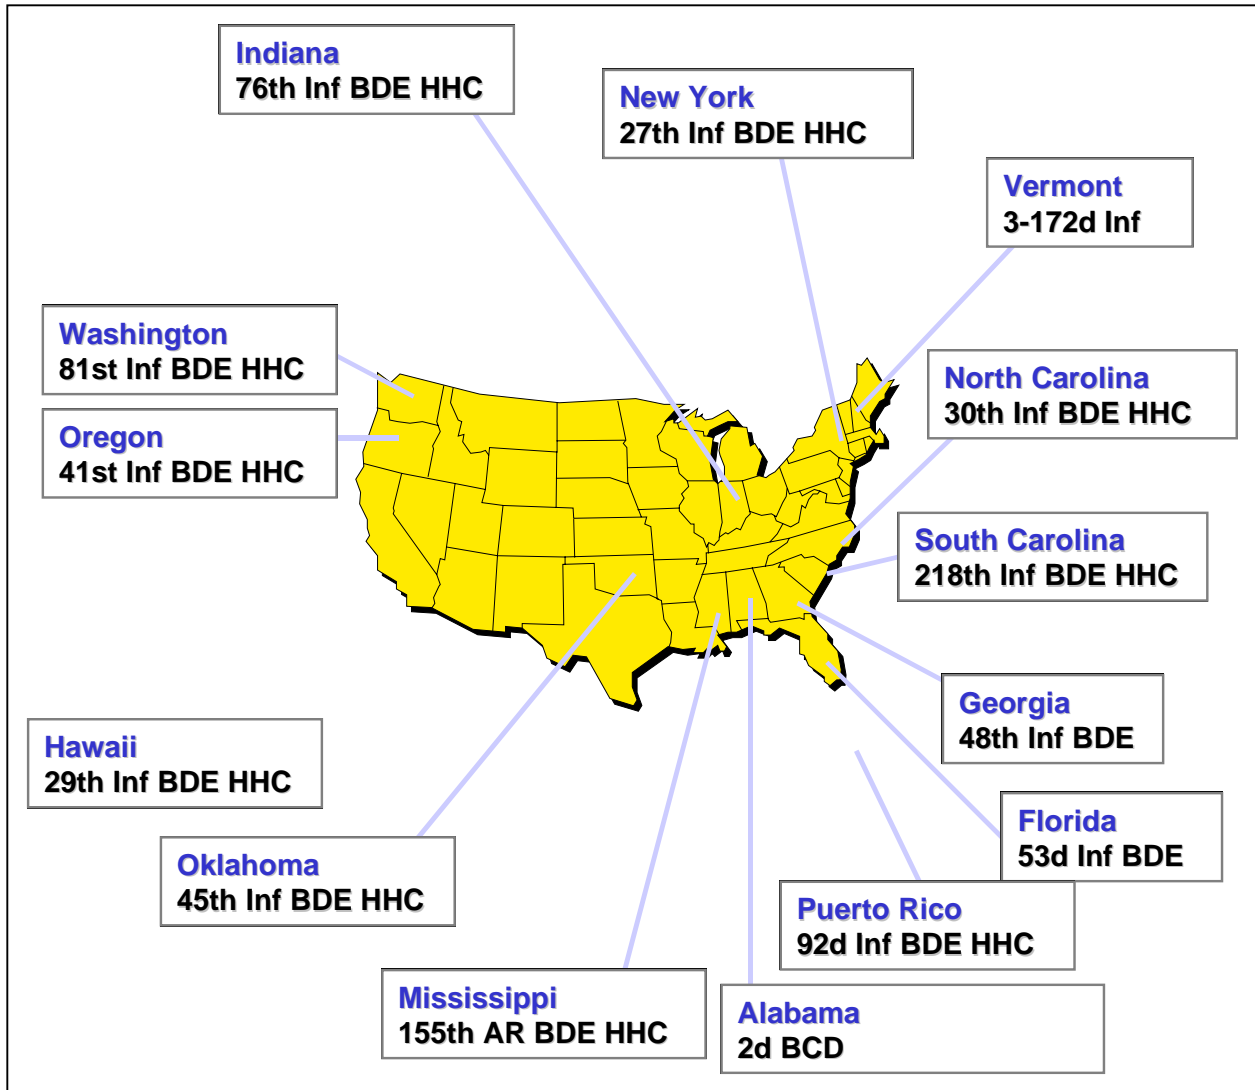 Indiana
76th Inf BDE HHC
New York
27th Inf BDE HHC
Vermont
3-172d Inf
Washington
81st Inf BDE HHC
North Carolina
30th Inf BDE HHC
Oregon
41st Inf BDE HHC
South Carolina
218th Inf BDE HHC
Georgia
48th Inf BDE
Hawaii
29th Inf BDE HHC
Florida
53d Inf BDE
Oklahoma
45th Inf BDE HHC
Puerto Rico
92d Inf BDE HHC
Mississippi
155th AR BDE HHC
Alabama
2d BCD